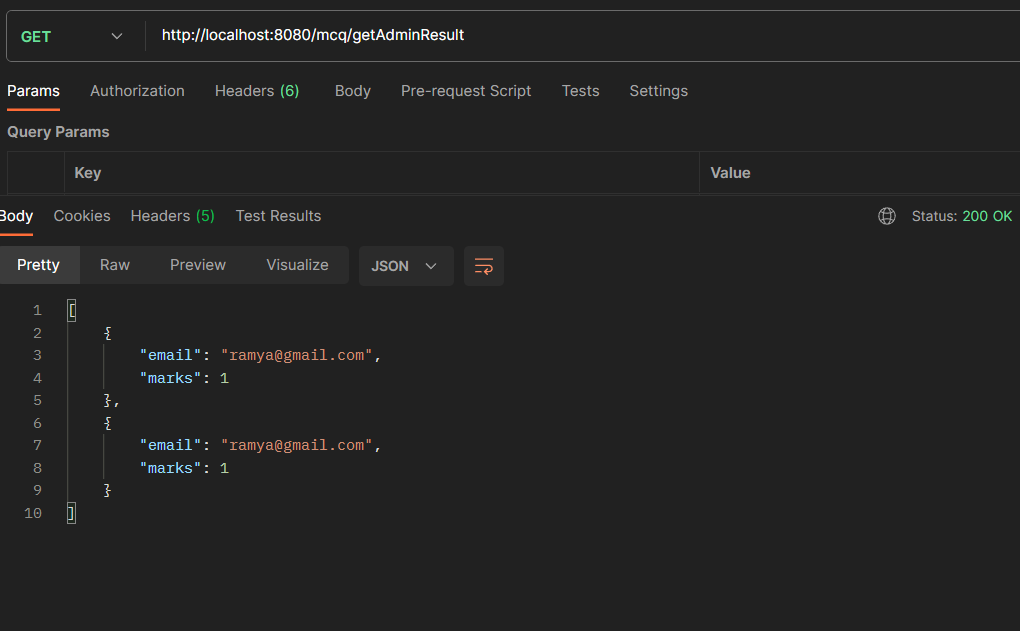 GET http://localhost:8080/mcq/getAdminResult
Params Authorization Headers (6) Body Pre-request Script Tests Settings
Query Params
Key Value
Body Cookies Headers (5) Test Results Status: 200 OK
Pretty Raw Preview Visualize JSON
1 [
2 {
3 "email": "ramya@gmail.com",
4 "marks": 1
5 },
6 {
7 "email": "ramya@gmail.com",
8 "marks": 1
9 }
10 ]